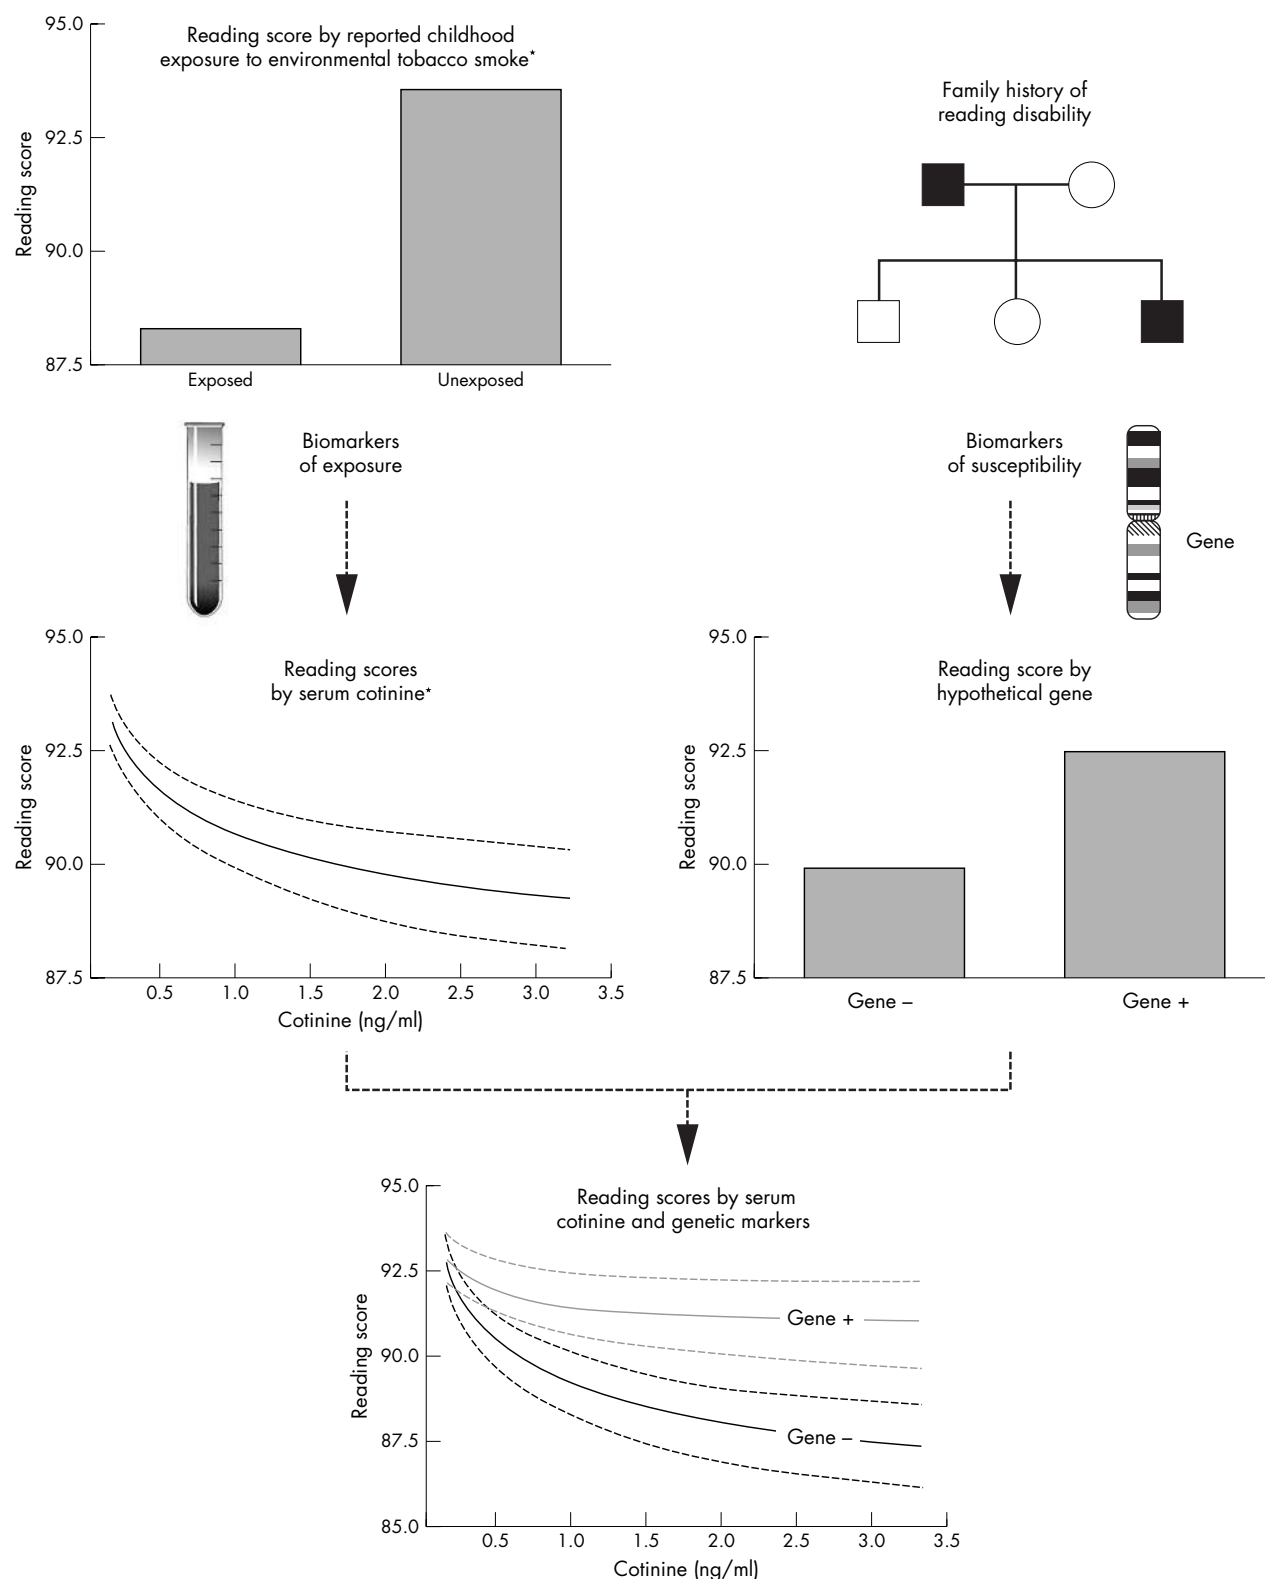 Reading score by reported childhood
exposure to environmental tobacco smoke*
95.0
92.5
90.0
87.5
Reading score
Exposed
Unexposed
Family history of
reading disability
Biomarkers
of exposure
Biomarkers
of susceptibility
Gene
Reading scores
by serum cotinine*
95.0
92.5
90.0
87.5
Reading score
0.5 1.0 1.5 2.0 2.5 3.0 3.5
Cotinine (ng/ml)
Reading score by
hypothetical gene
95.0
92.5
90.0
87.5
Reading score
Gene –
Gene +
Reading scores by serum
cotinine and genetic markers
95.0
92.5
90.0
87.5
85.0
Reading score
Gene +
Gene –
0.5 1.0 1.5 2.0 2.5 3.0 3.5
Cotinine (ng/ml)